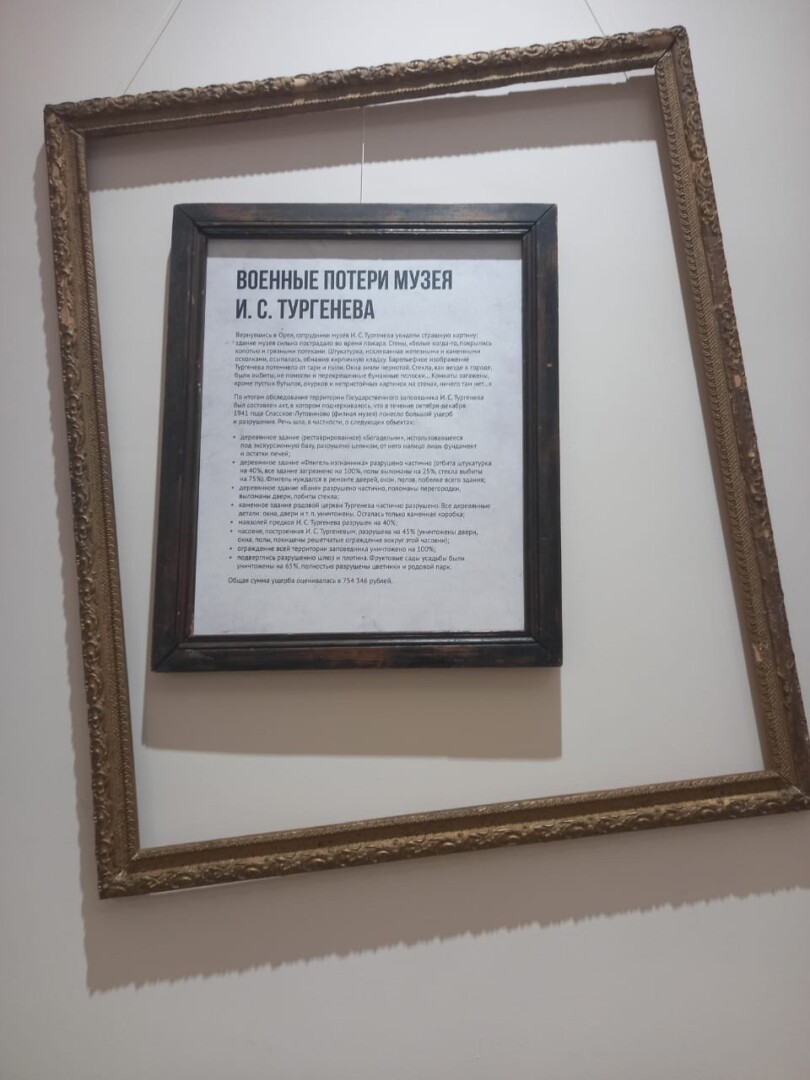 ВОЕННЫЕ ПОТЕРИ МУЗЕЯ
И. С. ТУРГЕНЕВА
Вернувшись в Орел, сотрудники музея И. С. Тургенева увидели страшную картину:
здание музея сильно пострадало во время пожара. Стены, «белые когда-то, покрылись
копотью и грязными потеками. Штукатурка, исклеванная железными и каменными
осколками, осыпалась, обнажив кирпичную кладку. Барельефное изображение
Тургенева потемнело от гари и пыли. Окна зияли чернотой. Стекла, как везде в городе,
были выбиты, не помогли и перекрещенные бумажные полоски... Комнаты загажены,
кроме пустых бутылок, окурков и непристойных картинок на стенах, ничего там нет...»
По итогам обследования территории Государственного заповедника И. С. Тургенева
был составлен акт, в котором подчеркивалось, что в течение октября-декабря
1941 года Спасское-Лутовиново (филиал музея) понесло большой ущерб
и разрушения. Речь шла, в частности, о следующих объектах:
• деревянное здание (реставрированное) «Богадельни», использовавшееся
под экскурсионную базу, разрушено целиком, от него налицо лишь фундамент
и остатки печей;
• деревянное здание «Флигель изгнанника» разрушено частично (отбита штукатурка
на 40%, все здание загрязнено на 100%, полы выломаны на 25%, стекла выбиты
на 75%). Флигель нуждался в ремонте дверей, окон, полов, побелке всего здания;
• деревянное здание «Баня» разрушено частично, поломаны перегородки,
выломаны двери, побиты стекла;
• каменное здание родовой церкви Тургенева частично разрушено. Все деревянные
детали: окна, двери и т. п. уничтожены. Осталась только каменная коробка;
• мавзолей предков И. С. Тургенева разрушен на 40%;
• часовня, построенная И. С. Тургеневым, разрушена на 45% (уничтожены двери,
окна, полы, похищены решетчатые ограждения вокруг этой часовни);
• ограждение всей территории заповедника уничтожено на 100%;
• подверглись разрушению шлюз и плотина. Фруктовые сады усадьбы были
уничтожены на 65%, полностью разрушены цветники и родовой парк.
Общая сумма ущерба оценивалась в 754 346 рублей.